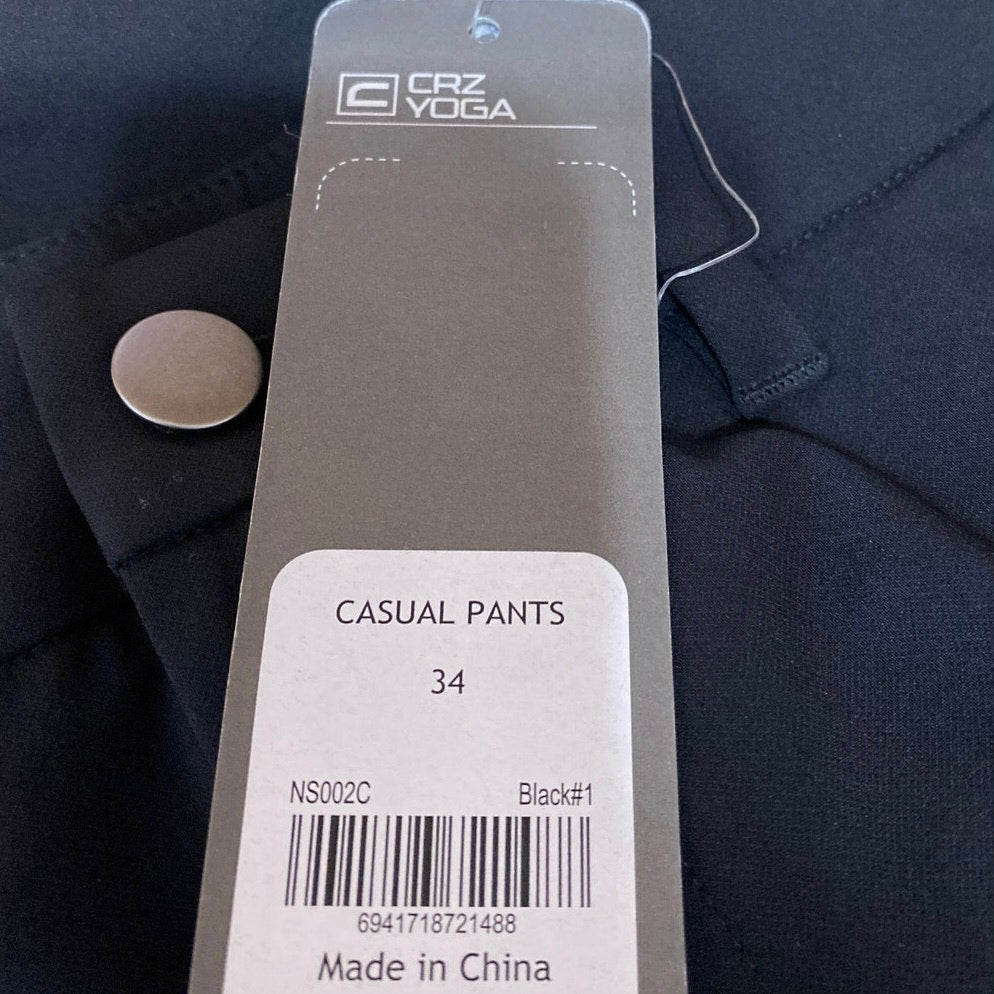 CRZ
YOGA
CASUAL PANTS
34
NS002C Black#1
6941718721488
Made in China